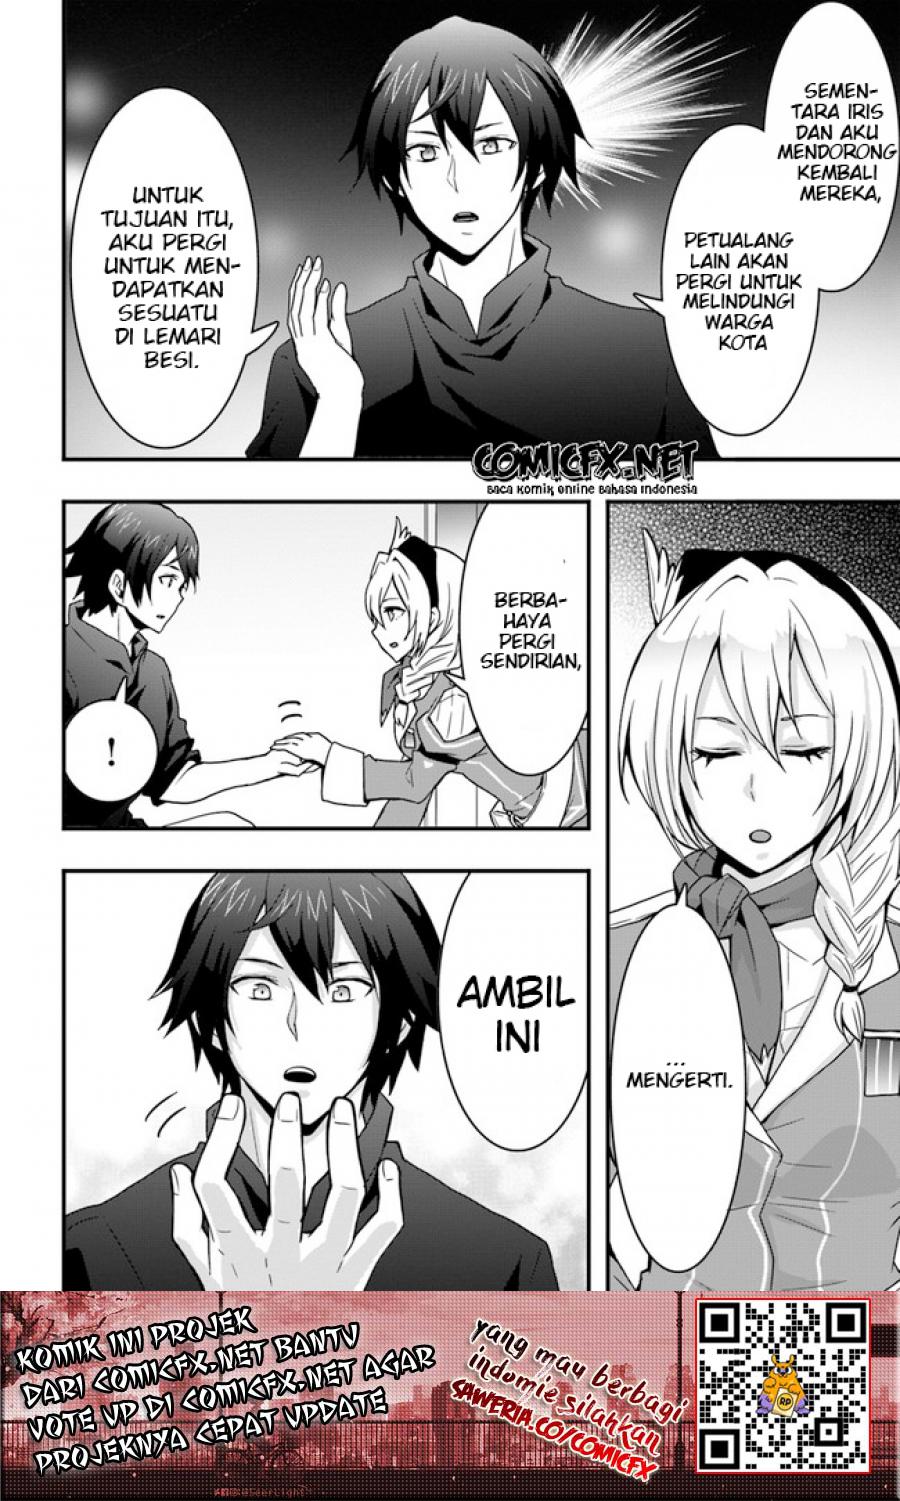 SEMEN-
TARA IRIS
DAN AKU
MENDORONG
KEMBALI
MEREKA,
PETUALANG
LAIN AKAN
PERGI UNTUK
MELINDUNGI
WARGA
KOTA
UNTUK
TUJUAN ITU,
AKU PERGI
UNTUK MEN-
DAPATKAN
SESUATU
DI LEMARI
BESI.
COMICFX.NET
BACA KOMIK ONLINE BAHASA INDONESIA
...
MENGERTI.
BERBA-
HAYA
PERGI
SENDIRIAN,
!
AMBIL
INI
KOMIK INI PROJEK
DARI COMICFX.NET BANTU
VOTE UP DI COMICFX.NET AGAR
PROJEKNYA CEPAT UPDATE
yang mau berbagi
indomie silahkan
SAWERIA.CO/COMICFX
RP
@SeerLight